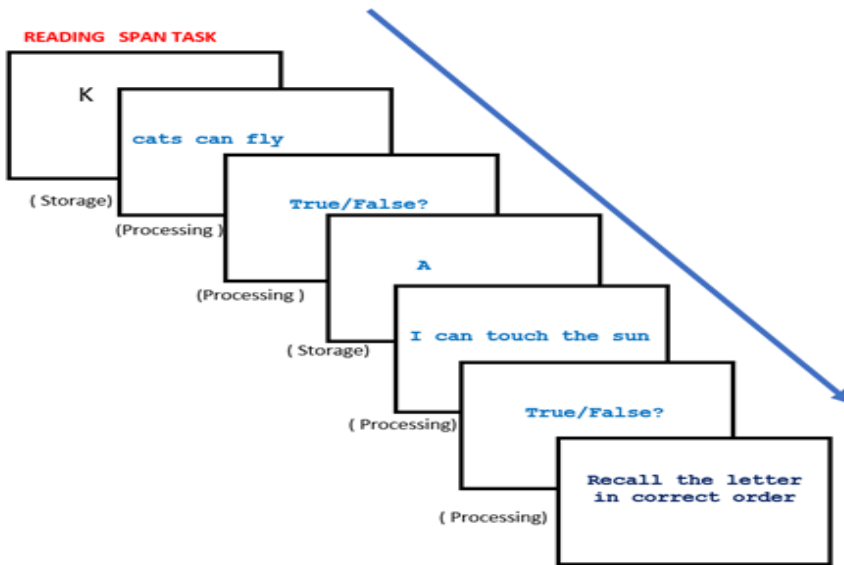 READING SPAN TASK
K
( Storage)
cats can fly
(Processing )
True/False?
(Processing )
A
( Storage)
I can touch the sun
( Processing)
True/False?
( Processing)
Recall the letter
in correct order